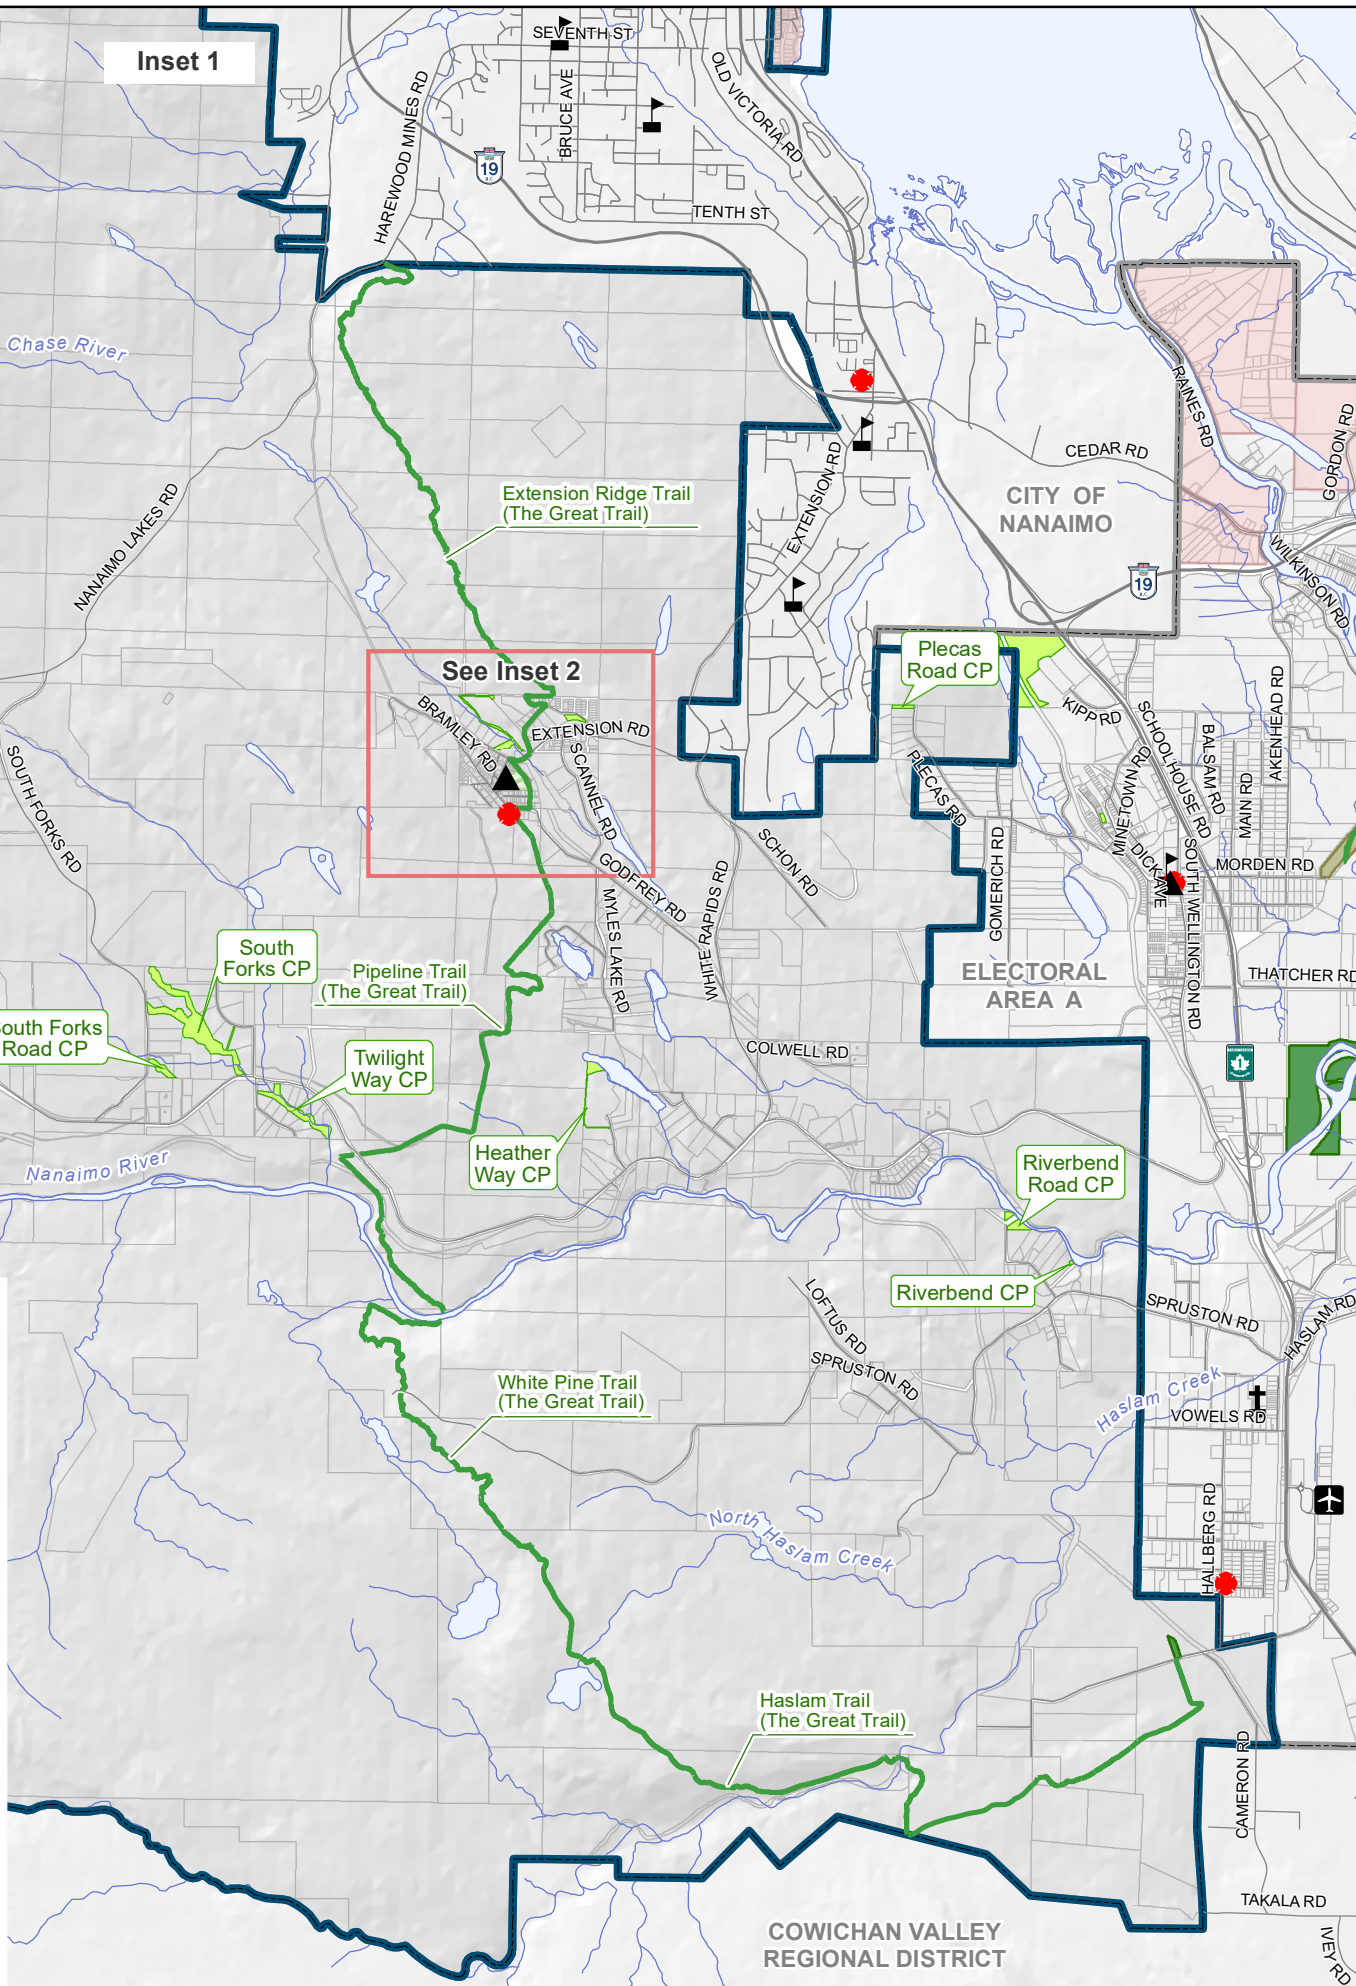 Inset 1
SEVENTH ST
BRUCE AVE
OLD VICTORIA RD
HAREWOOD MINES RD
19
B.C.
TENTH ST
Chase River
RAINES RD
GORDON RD
CEDAR RD
EXTENSION RD
CITY OF
NANAIMO
Extension Ridge Trail
(The Great Trail)
NANAIMO LAKES RD
WILKINSON RD
19
B.C.
See Inset 2
Plecas
Road CP
BRAMLEY RD
EXTENSION RD
SCANNEL RD
KIPP RD
SCHOOLHOUSE RD
BALSAM RD
MAIN RD
AKENHEAD RD
MINETOWN RD
PLECAS RD
SOUTH FORKS RD
GODFREY RD
SCHON RD
GOMERICH RD
DICK AVE
SOUTH WELLINGTON RD
MORDEN RD
MYLES LAKE RD
WHITE RAPIDS RD
South
Forks CP
Pipeline Trail
(The Great Trail)
ELECTORAL
AREA A
THATCHER RD
South Forks
Road CP
Twilight
Way CP
COLWELL RD
1
Heather
Way CP
Nanaimo River
Riverbend
Road CP
Riverbend CP
LOFTUS RD
SPRUSTON RD
SPRUSTON RD
HASLAM RD
White Pine Trail
(The Great Trail)
Haslam Creek
VOWELS RD
HALLBERG RD
North Haslam Creek
Haslam Trail
(The Great Trail)
CAMERON RD
TAKALA RD
IVEY RD
COWICHAN VALLEY
REGIONAL DISTRICT